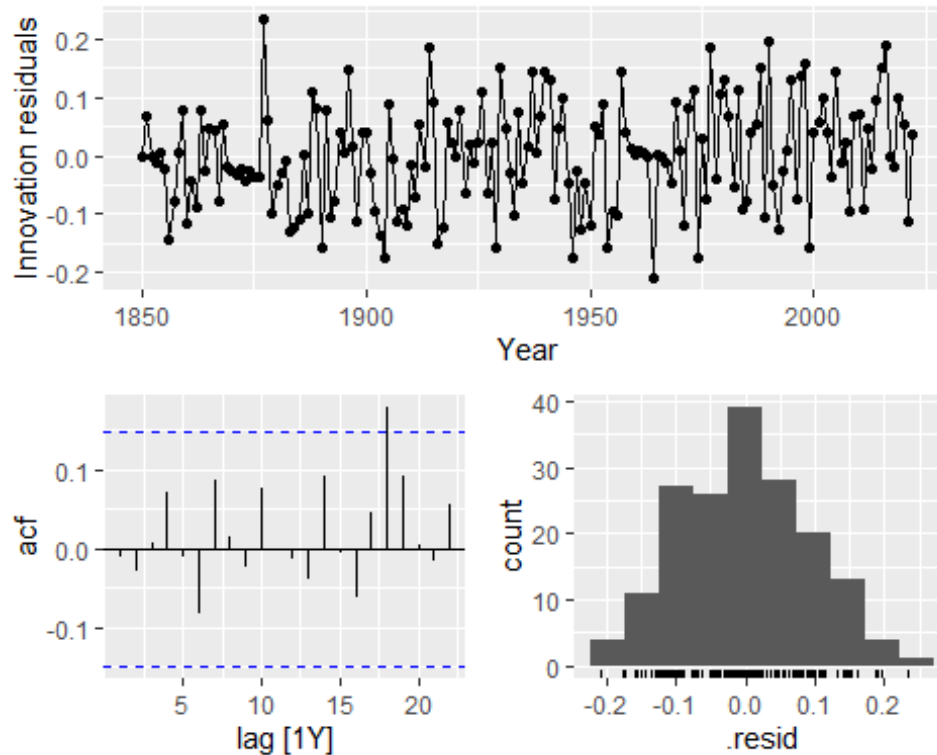 Innovation residuals
0.2
0.1
0.0
-0.1
-0.2
1850 1900 1950 2000
Year
acf
0.1
0.0
-0.1
5 10 15 20
lag [1Y]
count
40
30
20
10
0
-0.2 -0.1 0.0 0.1 0.2
.resid